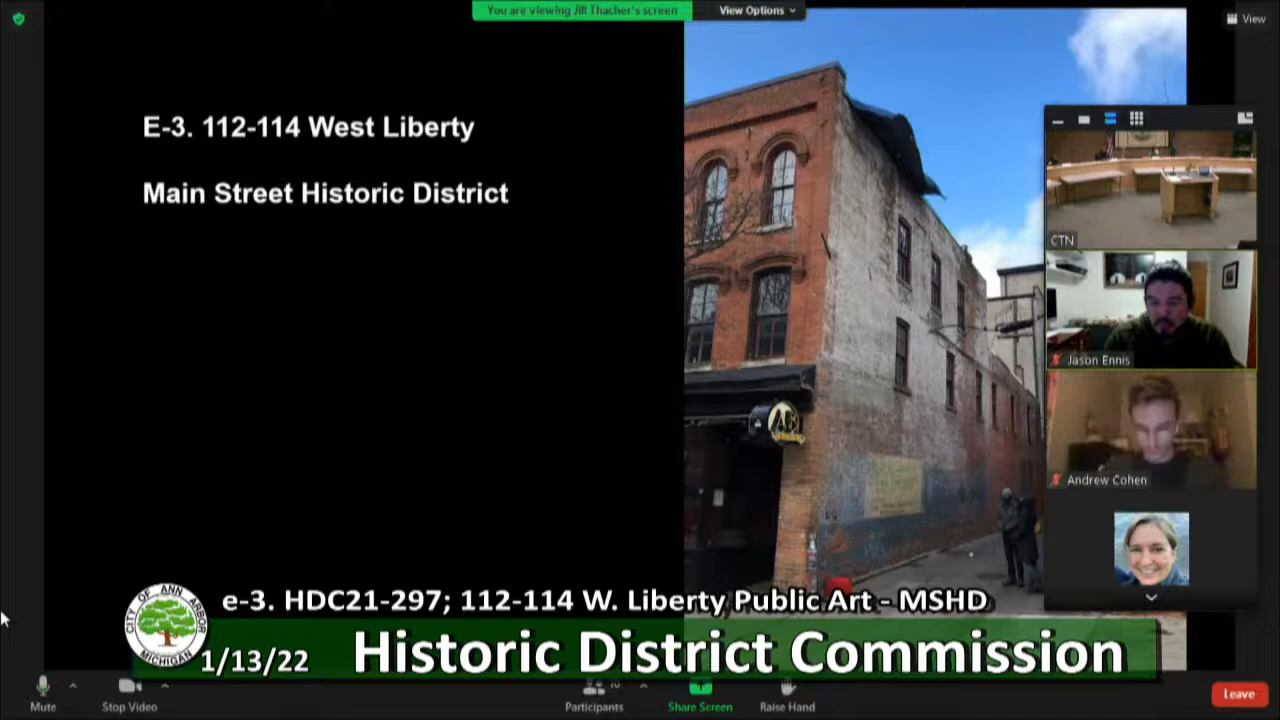 You are viewing Jill Thacher's screen
View Options
View
E-3. 112-114 West Liberty
Main Street Historic District
CTN
Jason Ennis
Andrew Cohen
CITY OF ANN ARBOR
MICHIGAN
e-3. HDC21-297; 112-114 W. Liberty Public Art - MSHD
1/13/22
Historic District Commission
Mute
Stop Video
Participants
Share Screen
Raise Hand
Leave